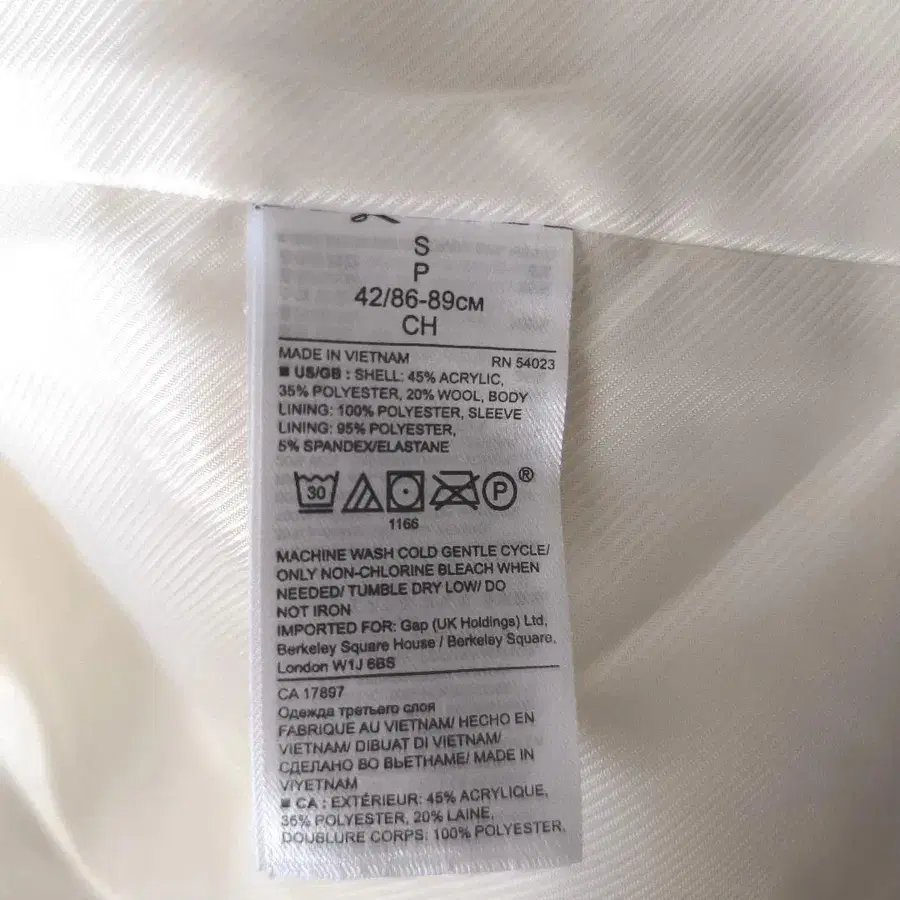 S
P
42/86-89см
CH
MADE IN VIETNAM
RN 54023
■ US/GB : SHELL: 45% ACRYLIC,
35% POLYESTER, 20% WOOL, BODY
LINING: 100% POLYESTER, SLEEVE
LINING: 95% POLYESTER,
5% SPANDEX/ELASTANE
30 P ®
1166
MACHINE WASH COLD GENTLE CYCLE/
ONLY NON-CHLORINE BLEACH WHEN
NEEDED/ TUMBLE DRY LOW/ DO
NOT IRON
IMPORTED FOR: Gap (UK Holdings) Ltd,
Berkeley Square House / Berkeley Square,
London W1J 6BS
CA 17897
Одежда третьего слоя
FABRIQUE AU VIETNAM/ HECHO EN
VIETNAM/ DIBUAT DI VIETNAM/
СДЕЛАНО ВО ВЬЕТНАМЕ/ MADE IN
VIYETNAM
■ CA : EXTÉRIEUR: 45% ACRYLIQUE,
35% POLYESTER, 20% LAINE,
DOUBLURE CORPS: 100% POLYESTER,